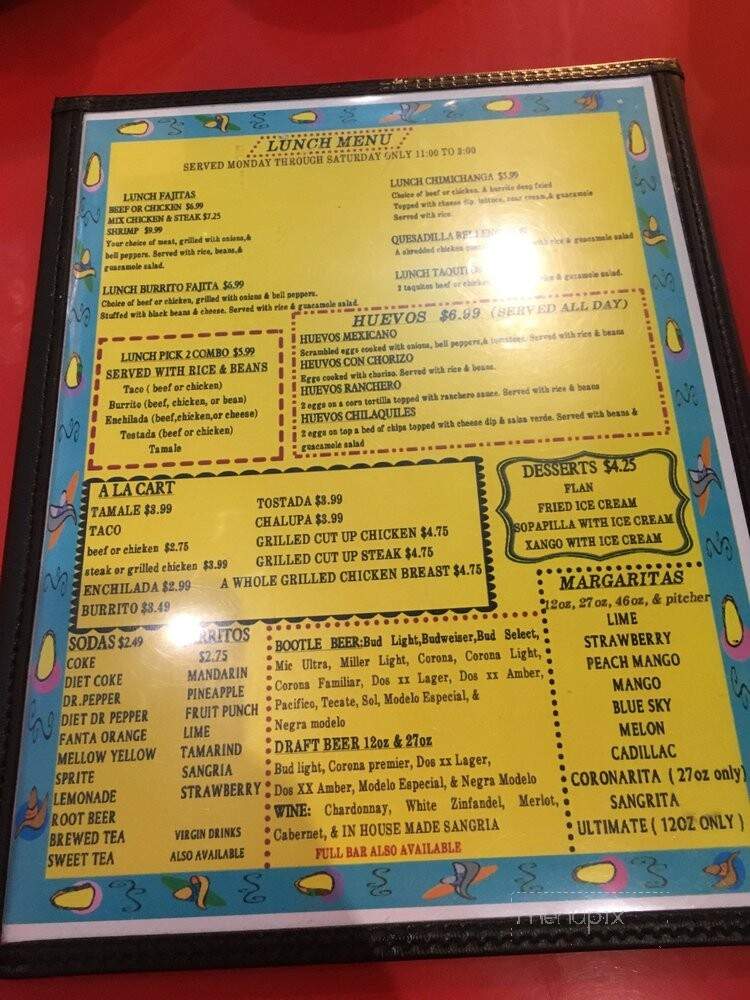 LUNCH MENU
SERVED MONDAY THROUGH SATURDAY ONLY 11:00 TO 3:00
LUNCH FAJITAS
BEEF OR CHICKEN $6.99
MIX CHICKEN & STEAK $7.25
SHRIMP $9.99
Your choice of meat, grilled with onions,&
bell peppers. Served with rice, beans,&
guacamole salad.
LUNCH BURRITO FAJITA $6.99
Choice of beef or chicken, grilled with onions & bell peppers.
Stuffed with black beans & cheese. Served with rice & guacamole salad.
LUNCH CHIMICHANGA $5.99
Choice of beef or chicken. A burrito deep fried
Topped with cheese dip, lettuce, sour cream,& guacamole
Served with rice.
QUESADILLA
A shredded chicken with rice & guacamole salad
LUNCH
2 taquitos beef or & guacamole salad.
LUNCH PICK 2 COMBO $5.99
SERVED WITH RICE & BEANS
Taco ( beef or chicken)
Burrito (beef, chicken, or bean)
Enchilada (beef,chicken,or cheese)
Tostada (beef or chicken)
Tamale
HUEVOS $6.99 (SERVED ALL DAY)
HUEVOS MEXICANO
Scrambled eggs cooked with onions, bell peppers,& tomatoes. Served with rice & beans
HEUVOS CON CHORIZO
Eggs cooked with chorizo. Served with rice & beans.
HUEVOS RANCHERO
2 eggs on a corn tortilla topped with ranchero sauce. Served with rice & beans
HUEVOS CHILAQUILES
2 eggs on top a bed of chips topped with cheese dip & salsa verde. Served with beans &
guacamole salad
A LA CART
TAMALE $3.99
TACO
beef or chicken $2.75
steak or grilled chicken $3.99
ENCHILADA $2.99
BURRITO $3.49
TOSTADA $3.99
CHALUPA $3.99
GRILLED CUT UP CHICKEN $4.75
GRILLED CUT UP STEAK $4.75
A WHOLE GRILLED CHICKEN BREAST $4.75
DESSERTS $4.25
FLAN
FRIED ICE CREAM
SOPAPILLA WITH ICE CREAM
XANGO WITH ICE CREAM
SODAS $2.49
COKE
DIET COKE
DR.PEPPER
DIET DR PEPPER
FANTA ORANGE
MELLOW YELLOW
SPRITE
LEMONADE
ROOT BEER
BREWED TEA
SWEET TEA
$2.75
MANDARIN
PINEAPPLE
FRUIT PUNCH
LIME
TAMARIND
SANGRIA
STRAWBERRY
VIRGIN DRINKS
ALSO AVAILABLE
BOOTLE BEER:Bud Light,Budweiser,Bud Select,
Mic Ultra, Miller Light, Corona, Corona Light,
Corona Familiar, Dos xx Lager, Dos xx Amber,
Pacifico, Tecate, Sol, Modelo Especial, &
Negra modelo
DRAFT BEER 12oz & 27oz
Bud light, Corona premier, Dos xx Lager,
Dos XX Amber, Modelo Especial, & Negra Modelo
WINE: Chardonnay, White Zinfandel, Merlot,
Cabernet, & IN HOUSE MADE SANGRIA
FULL BAR ALSO AVAILABLE
MARGARITAS
12oz, 27oz, 46oz, & pitcher
LIME
STRAWBERRY
PEACH MANGO
MANGO
BLUE SKY
MELON
CADILLAC
CORONARITA ( 27oz only)
SANGRITA
ULTIMATE ( 12OZ ONLY )
menupix